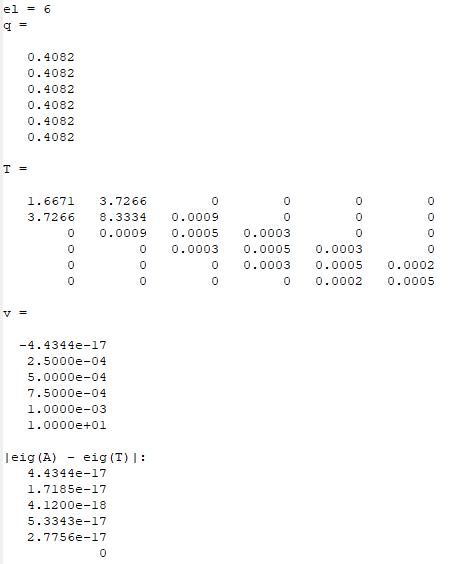 el = 6
q =
0.4082
0.4082
0.4082
0.4082
0.4082
0.4082
T =
1.6671 3.7266 0 0 0 0
3.7266 8.3334 0.0009 0 0 0
0 0.0009 0.0005 0.0003 0 0
0 0 0.0003 0.0005 0.0003 0
0 0 0 0.0003 0.0005 0.0002
0 0 0 0 0.0002 0.0005
v =
-4.4344e-17
2.5000e-04
5.0000e-04
7.5000e-04
1.0000e-03
1.0000e+01
|eig(A) - eig(T)|:
4.4344e-17
1.7185e-17
4.1200e-18
5.3343e-17
2.7756e-17
0